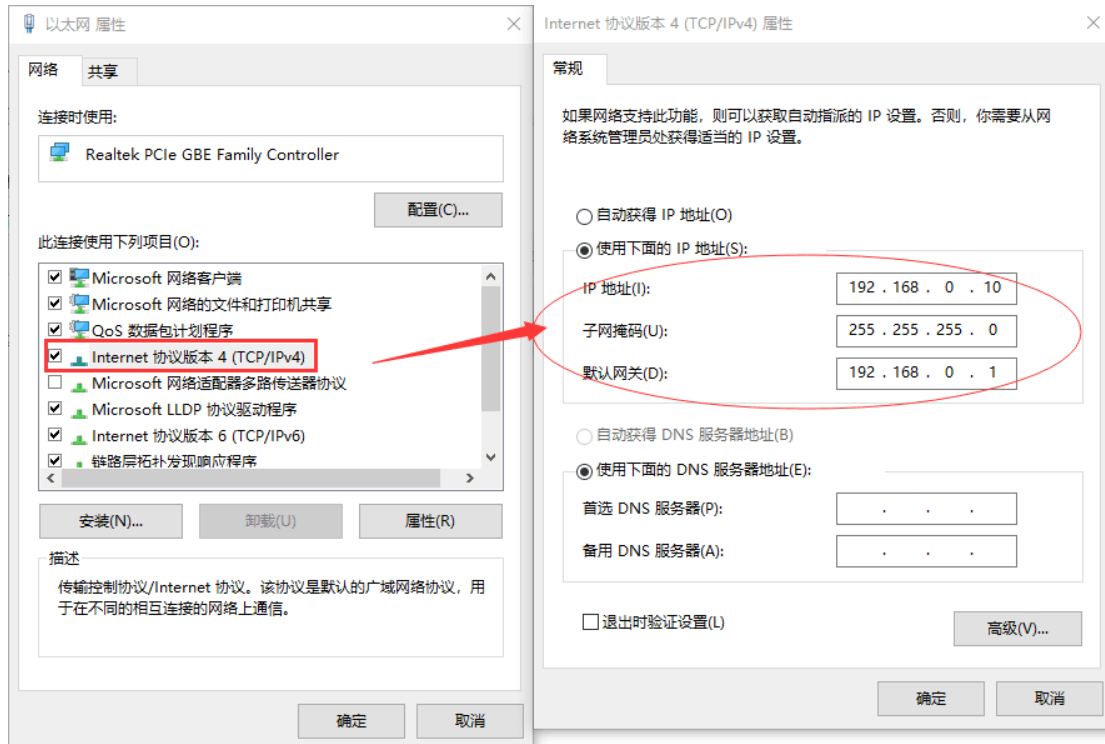 以太网 属性
网络
共享
连接时使用:
Realtek PCIe GBE Family Controller
配置(C)...
此连接使用下列项目(O):
Microsoft 网络客户端
Microsoft 网络的文件和打印机共享
QoS 数据包计划程序
Internet 协议版本 4 (TCP/IPv4)
Microsoft 网络适配器多路传送器协议
Microsoft LLDP 协议驱动程序
Internet 协议版本 6 (TCP/IPv6)
链路层拓扑发现响应程序
安装(N)...
卸载(U)
属性(R)
描述
传输控制协议/Internet 协议。该协议是默认的广域网络协议，用
于在不同的相互连接的网络上通信。
确定
取消
Internet 协议版本 4 (TCP/IPv4) 属性
常规
如果网络支持此功能，则可以获取自动指派的 IP 设置。否则，你需要从网
络系统管理员处获得适当的 IP 设置。
自动获得 IP 地址(O)
使用下面的 IP 地址(S):
IP 地址(I):
192 . 168 . 0 . 10
子网掩码(U):
255 . 255 . 255 . 0
默认网关(D):
192 . 168 . 0 . 1
自动获得 DNS 服务器地址(B)
使用下面的 DNS 服务器地址(E):
首选 DNS 服务器(P):
. . .
备用 DNS 服务器(A):
. . .
退出时验证设置(L)
高级(V)...
确定
取消